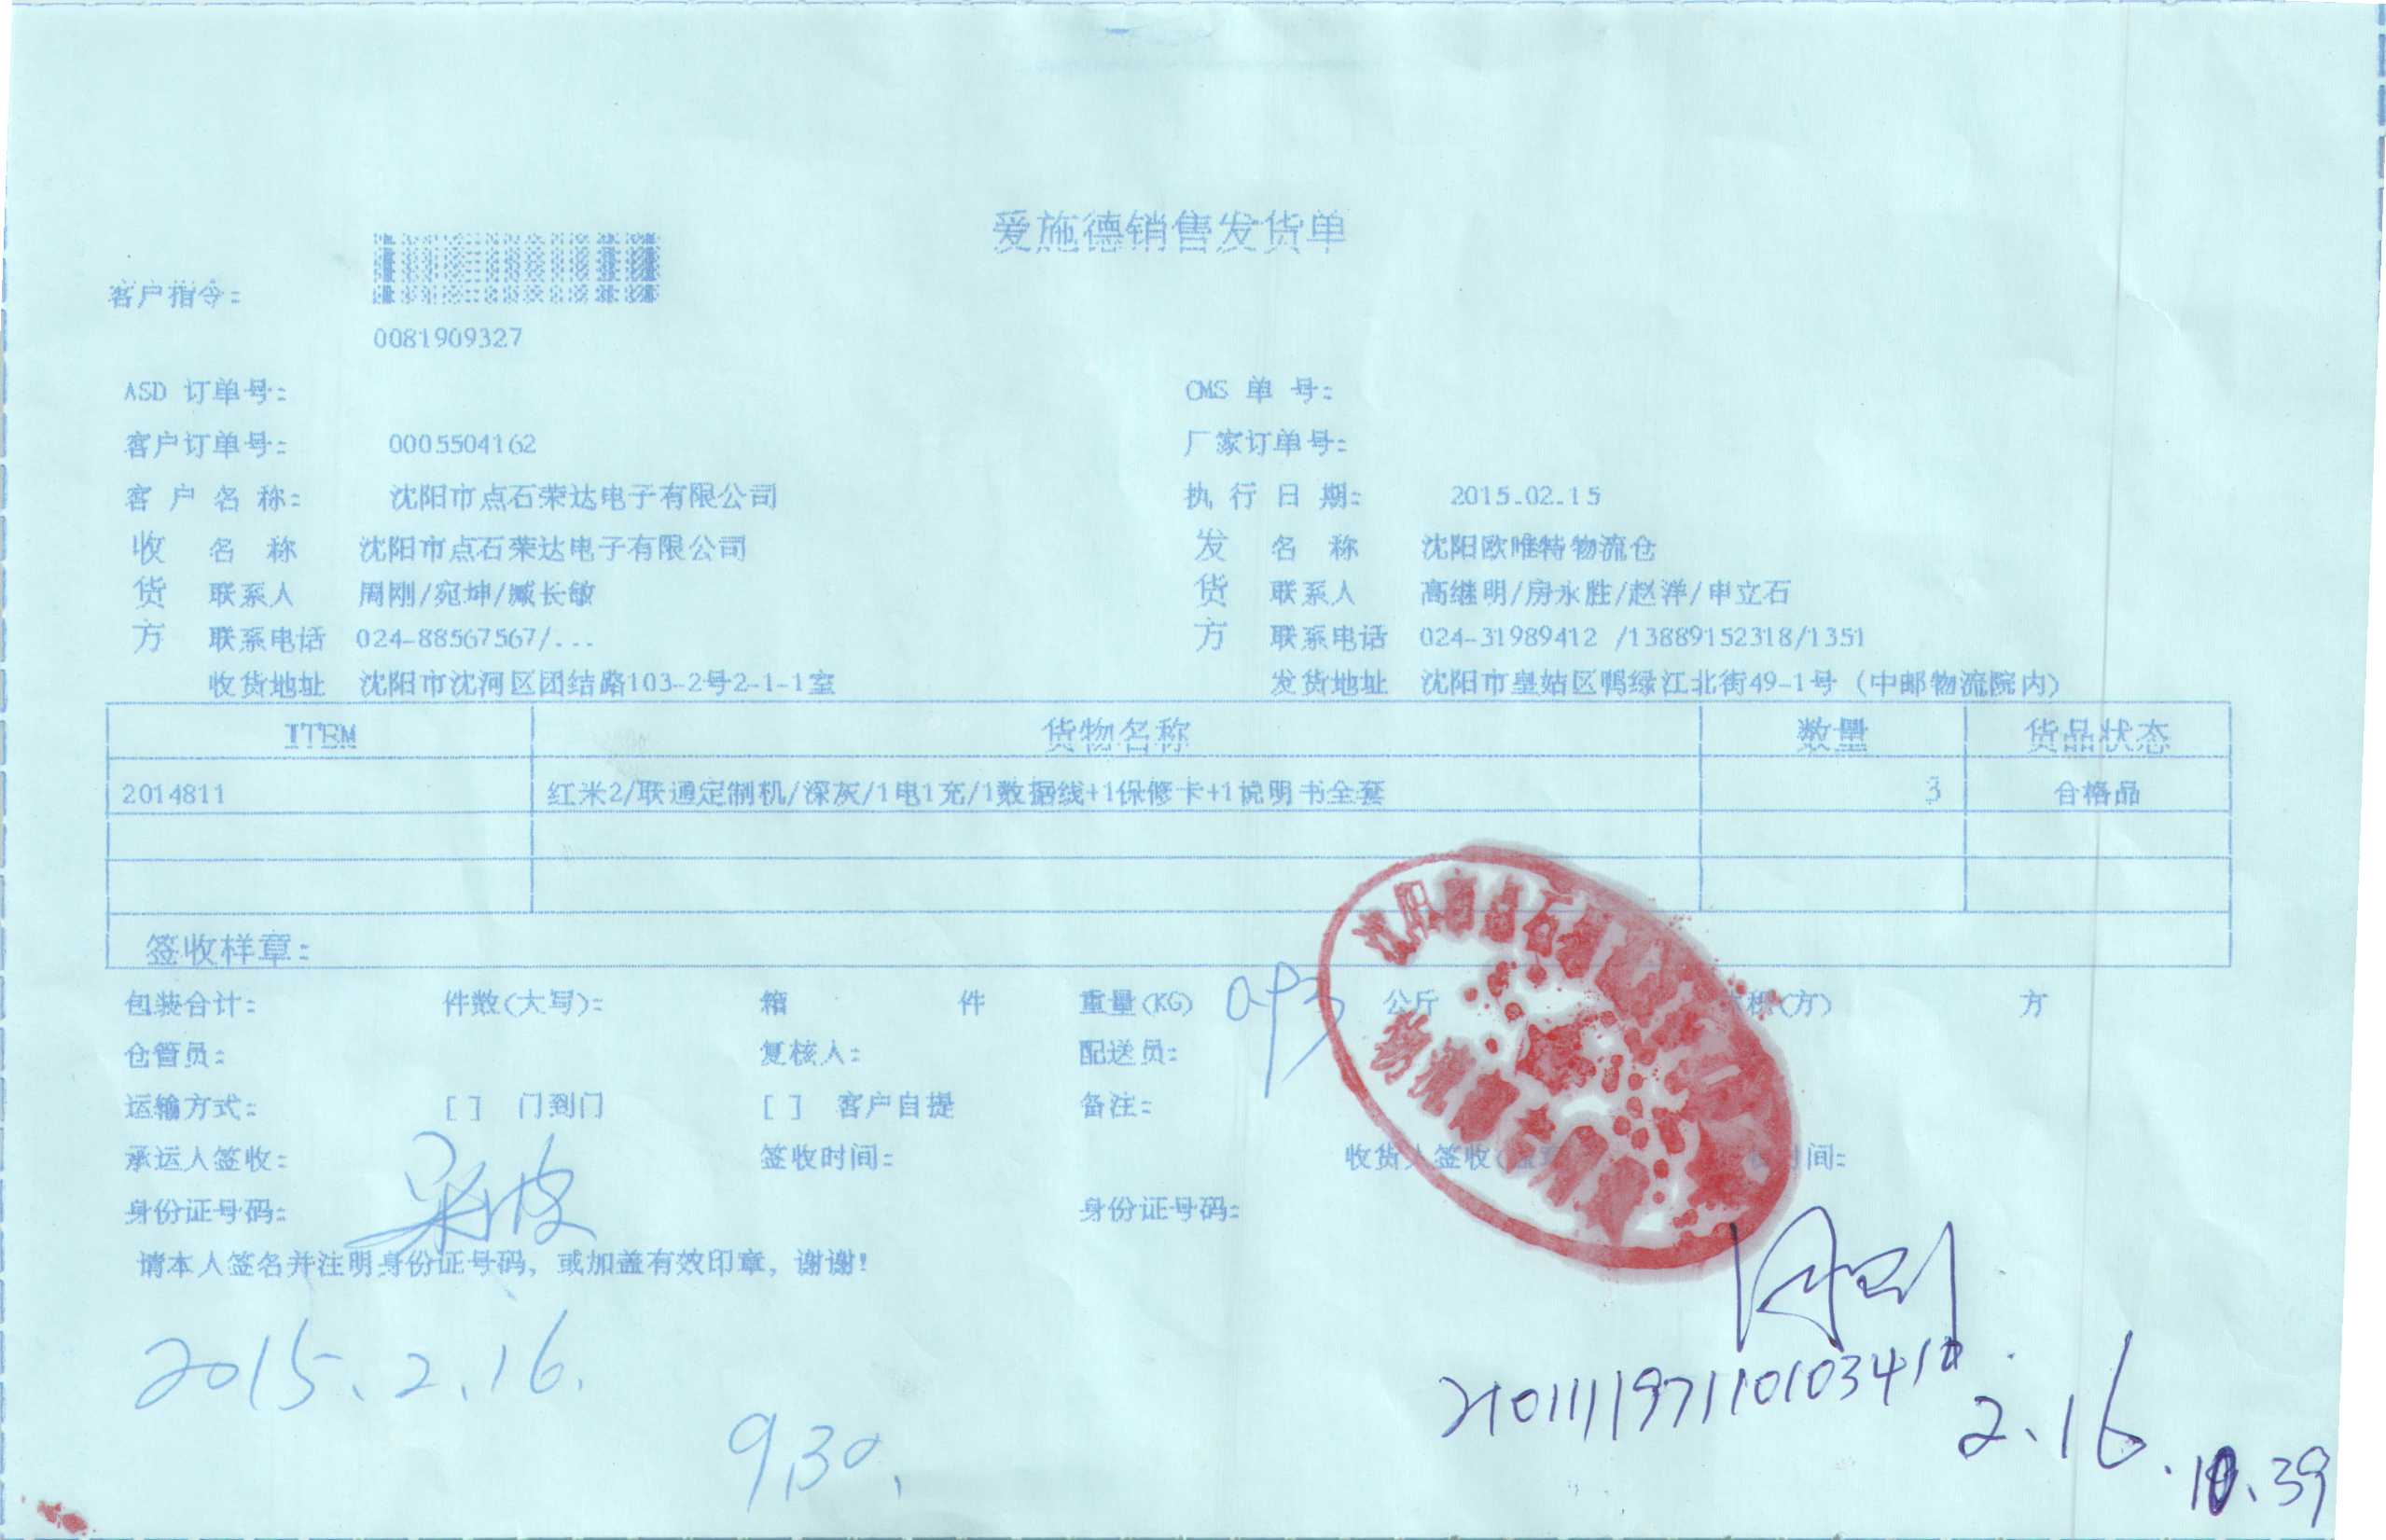 爱施德销售发货单
客户指令:
0081909327
ASD 订单号: OMS 单 号:
客户订单号: 0005504162 厂家订单号:
客 户 名 称: 沈阳市点石荣达电子有限公司 执 行 日 期: 2015.02.15
收 名 称 沈阳市点石荣达电子有限公司 发 名 称 沈阳欧唯特物流仓
货 联系人 周刚/宛坤/臧长敏 货 联系人 高继明/房永胜/赵洋/申立石
方 联系电话 024-88567567/... 方 联系电话 024-31989412 /13889152318/1351
收货地址 沈阳市沈河区团结路103-2号2-1-1室 发货地址 沈阳市皇姑区鸭绿江北街49-1号（中邮物流院内）
ITEM 货物名称 数量 货品状态
2014811 红米2/联通定制机/深灰/1电1充/1数据线+1保修卡+1说明书全套 3 合格品
签收样章:
包装合计: 件数(大写): 箱 件 重量(KG) 公斤 积(方) 方
仓管员: 复核人: 配送员:
运输方式: [ ] 门到门 [ ] 客户自提 备注:
承运人签收: 签收时间: 收货人签收 间:
身份证号码: 身份证号码:
请本人签名并注明身份证号码，或加盖有效印章，谢谢!
周刚
2015.2.16.
9.30.
2.16.
10.39